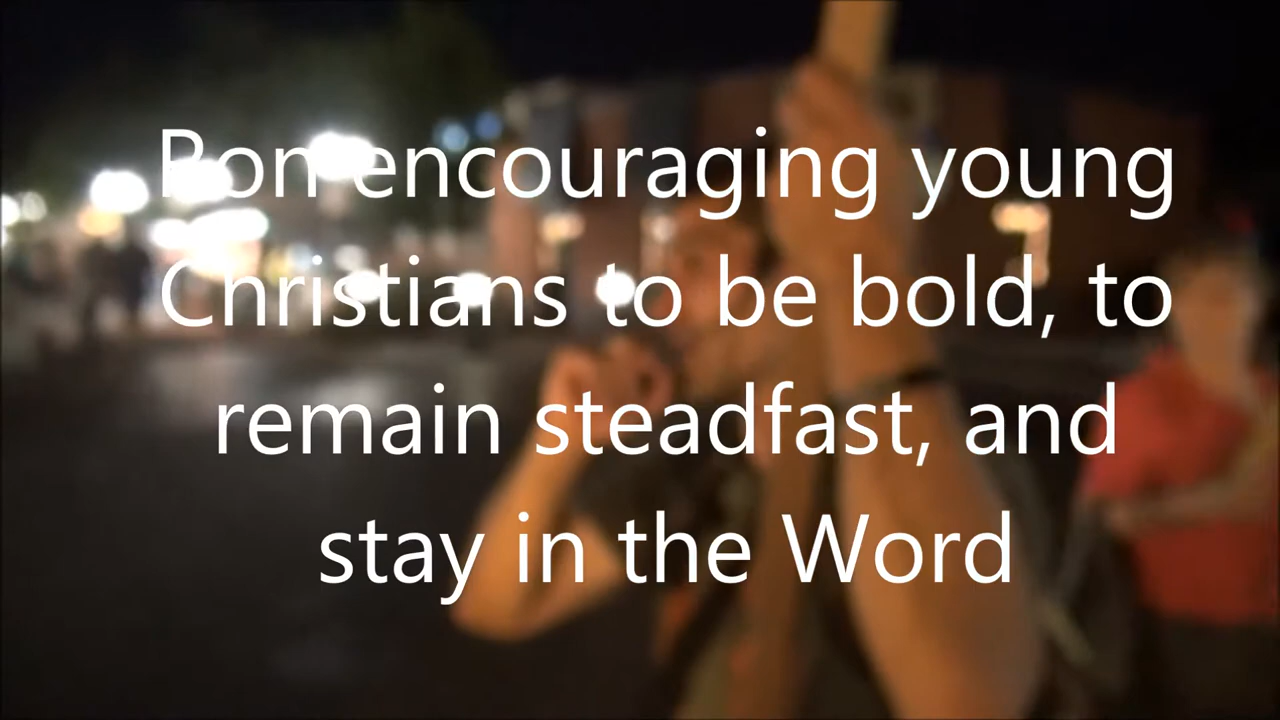 Ron encouraging young
Christians to be bold, to
remain steadfast, and
stay in the Word